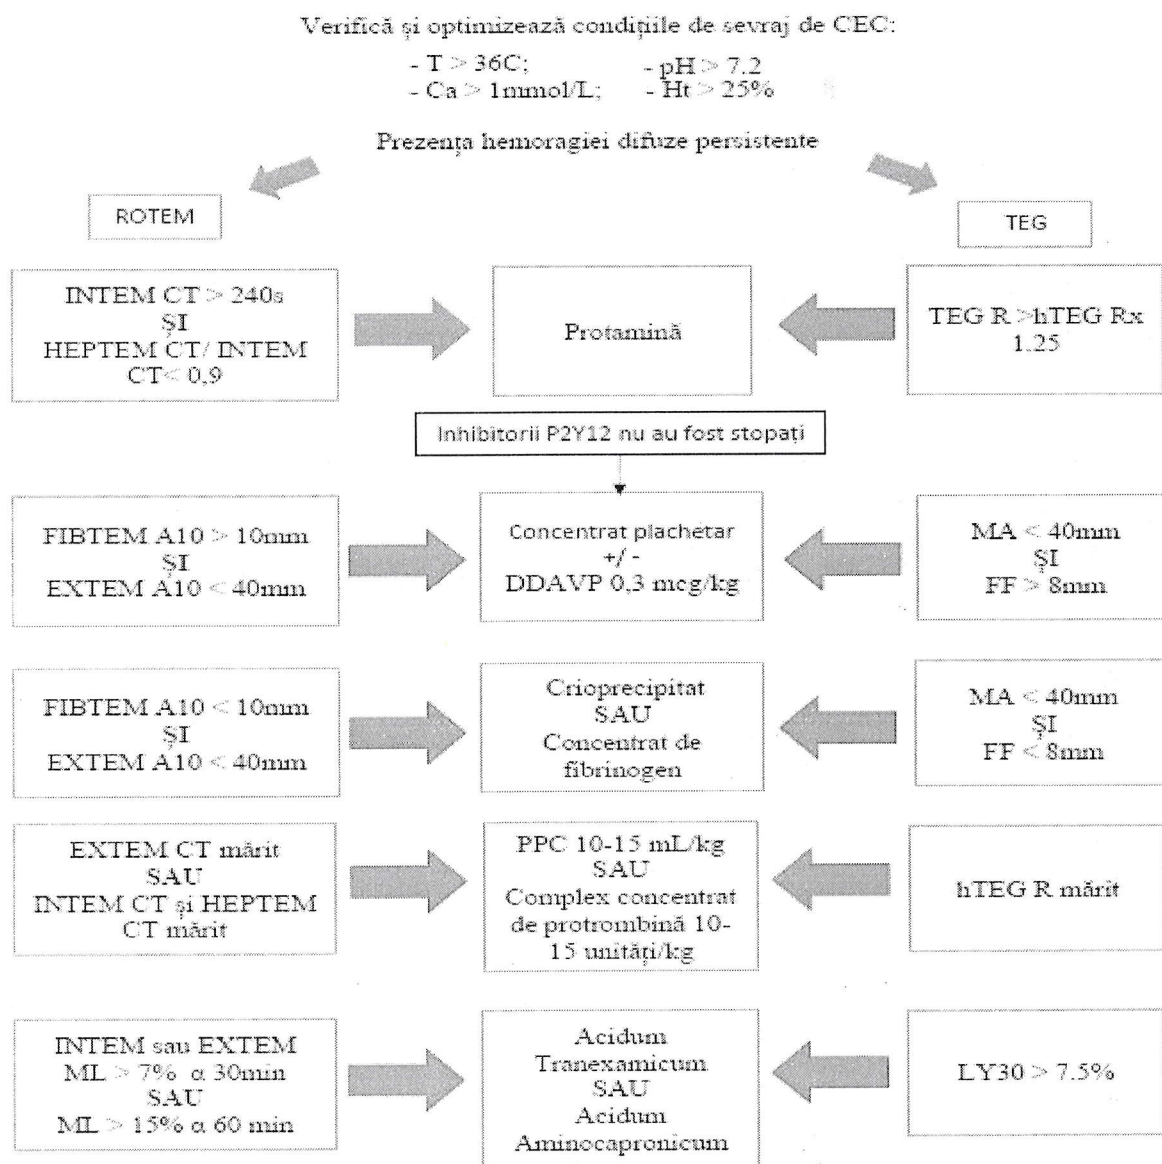 Verifică și optimizează condițiile de sevraj de CEC:
- T > 36C; - pH > 7.2
- Ca > 1mmol/L; - Ht > 25%
Prezența hemoragiei difuze persistente
ROTEM
TEG
INTEM CT > 240s
ȘI
HEPTEM CT/ INTEM
CT< 0,9
Protamină
TEG R >hTEG Rx
1.25
Inhibitorii P2Y12 nu au fost stopați
FIBTEM A10 > 10mm
ȘI
EXTEM A10 < 40mm
Concentrat plachetar
+/ -
DDAVP 0,3 mcg/kg
MA < 40mm
ȘI
FF > 8mm
FIBTEM A10 < 10mm
ȘI
EXTEM A10 < 40mm
Crioprecipitat
SAU
Concentrat de
fibrinogen
MA < 40mm
ȘI
FF < 8mm
EXTEM CT mărit
SAU
INTEM CT și HEPTEM
CT mărit
PPC 10-15 mL/kg
SAU
Complex concentrat
de protrombină 10-
15 unități/kg
hTEG R mărit
INTEM sau EXTEM
ML > 7% α 30min
SAU
ML > 15% α 60 min
Acidum
Tranexamicum
SAU
Acidum
Aminocapronicum
LY30 > 7.5%